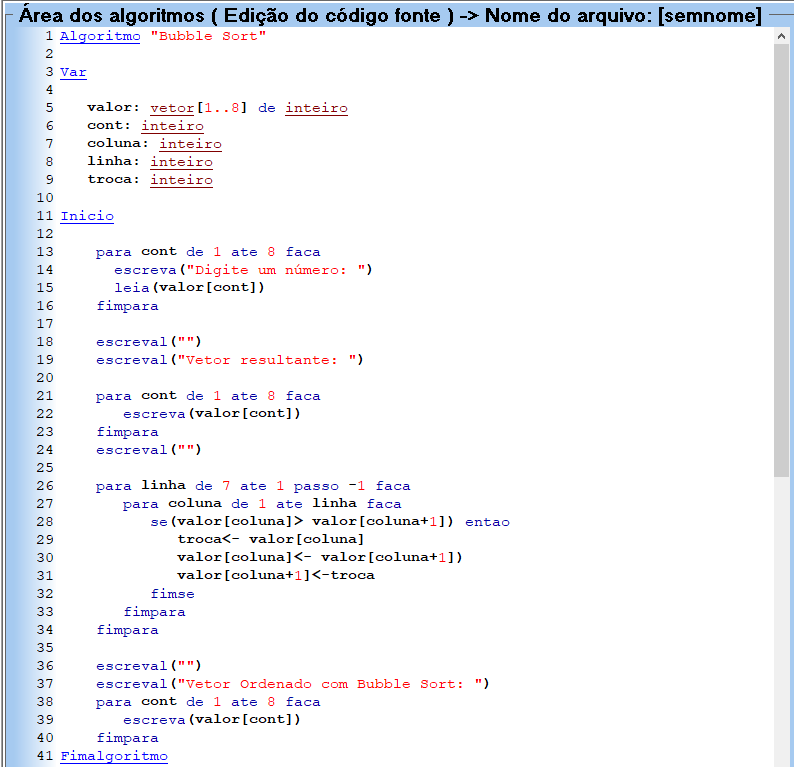 Área dos algoritmos ( Edição do código fonte ) -> Nome do arquivo: [semnome]
1 Algoritmo "Bubble Sort"
2
3 Var
4
5 valor: vetor[1..8] de inteiro
6 cont: inteiro
7 coluna: inteiro
8 linha: inteiro
9 troca: inteiro
10
11 Inicio
12
13 para cont de 1 ate 8 faca
14 escreva("Digite um número: ")
15 leia(valor[cont])
16 fimpara
17
18 escreval("")
19 escreval("Vetor resultante: ")
20
21 para cont de 1 ate 8 faca
22 escreva(valor[cont])
23 fimpara
24 escreval("")
25
26 para linha de 7 ate 1 passo -1 faca
27 para coluna de 1 ate linha faca
28 se(valor[coluna]> valor[coluna+1]) entao
29 troca<- valor[coluna]
30 valor[coluna]<- valor[coluna+1])
31 valor[coluna+1]<-troca
32 fimse
33 fimpara
34 fimpara
35
36 escreval("")
37 escreval("Vetor Ordenado com Bubble Sort: ")
38 para cont de 1 ate 8 faca
39 escreva(valor[cont])
40 fimpara
41 Fimalgoritmo